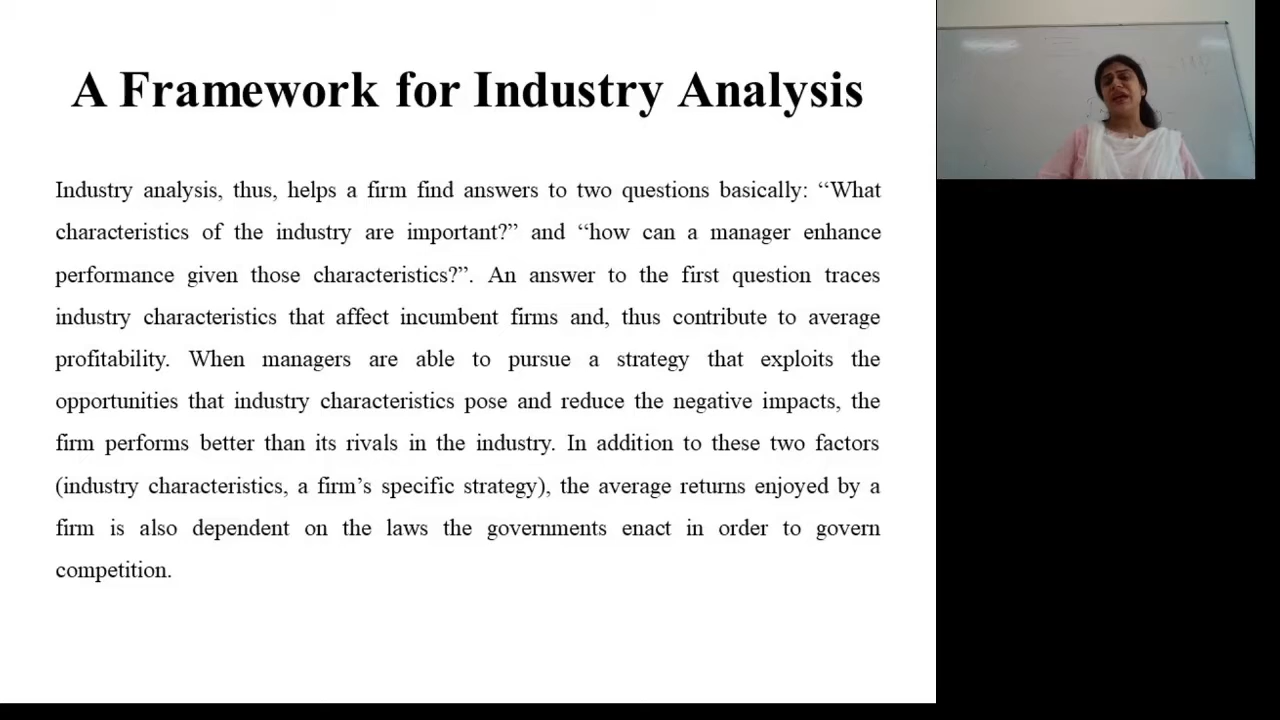 A Framework for Industry Analysis
Industry analysis, thus, helps a firm find answers to two questions basically: “What
characteristics of the industry are important?” and “how can a manager enhance
performance given those characteristics?”. An answer to the first question traces
industry characteristics that affect incumbent firms and, thus contribute to average
profitability. When managers are able to pursue a strategy that exploits the
opportunities that industry characteristics pose and reduce the negative impacts, the
firm performs better than its rivals in the industry. In addition to these two factors
(industry characteristics, a firm’s specific strategy), the average returns enjoyed by a
firm is also dependent on the laws the governments enact in order to govern
competition.